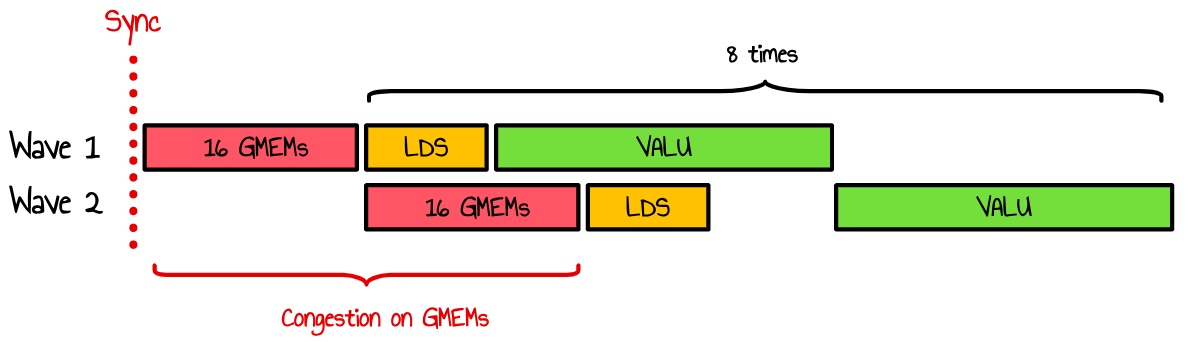 Sync
8 times
Wave 1
16 GMEMs
LDS
VALU
Wave 2
16 GMEMs
LDS
VALU
Congestion on GMEMs